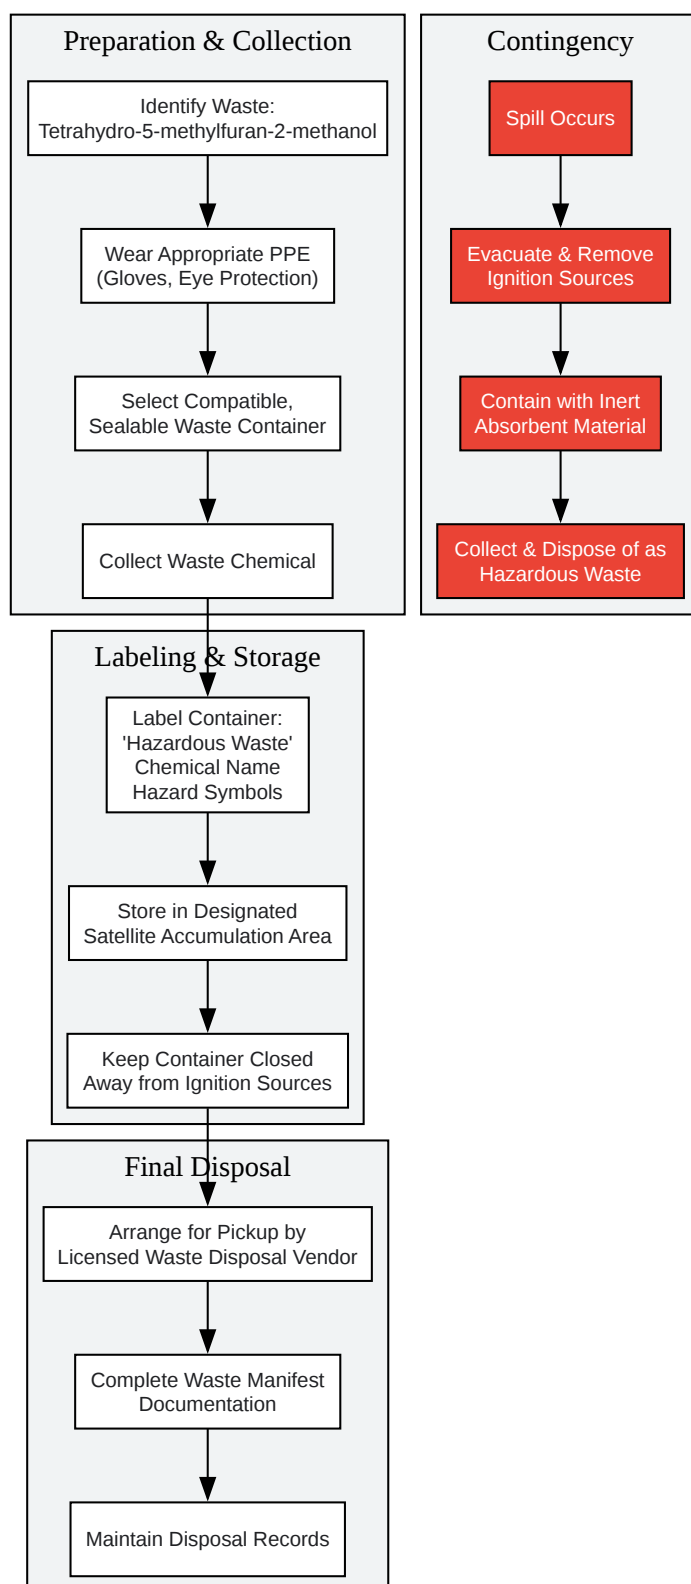 Preparation & Collection
Identify Waste:
Tetrahydro-5-methylfuran-2-methanol
Wear Appropriate PPE
(Gloves, Eye Protection)
Select Compatible,
Sealable Waste Container
Collect Waste Chemical
Contingency
Spill Occurs
Evacuate & Remove
Ignition Sources
Contain with Inert
Absorbent Material
Collect & Dispose of as
Hazardous Waste
Labeling & Storage
Label Container:
'Hazardous Waste'
Chemical Name
Hazard Symbols
Store in Designated
Satellite Accumulation Area
Keep Container Closed
Away from Ignition Sources
Final Disposal
Arrange for Pickup by
Licensed Waste Disposal Vendor
Complete Waste Manifest
Documentation
Maintain Disposal Records